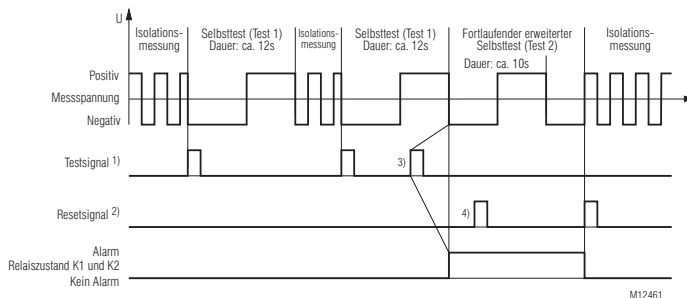 U
Isolations-
messung
Selbsttest (Test 1)
Dauer: ca. 12s
Isolations-
messung
Selbsttest (Test 1)
Dauer: ca. 12s
Fortlaufender erweiterter
Selbsttest (Test 2)
Dauer: ca. 10s
Isolations-
messung
Positiv
Messspannung
Negativ
Testsignal 1)
3)
Resetsignal 2)
4)
Alarm
Relaiszustand K1 und K2
Kein Alarm
M12461